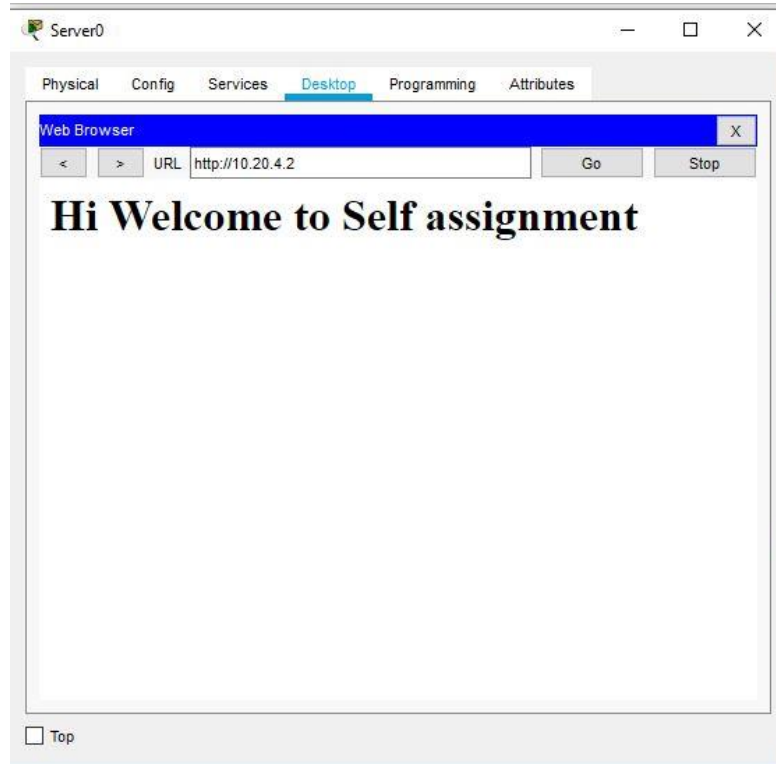 Server0
Physical Config Services Desktop Programming Attributes
Web Browser X
< > URL http://10.20.4.2 Go Stop
Hi Welcome to Self assignment
Top